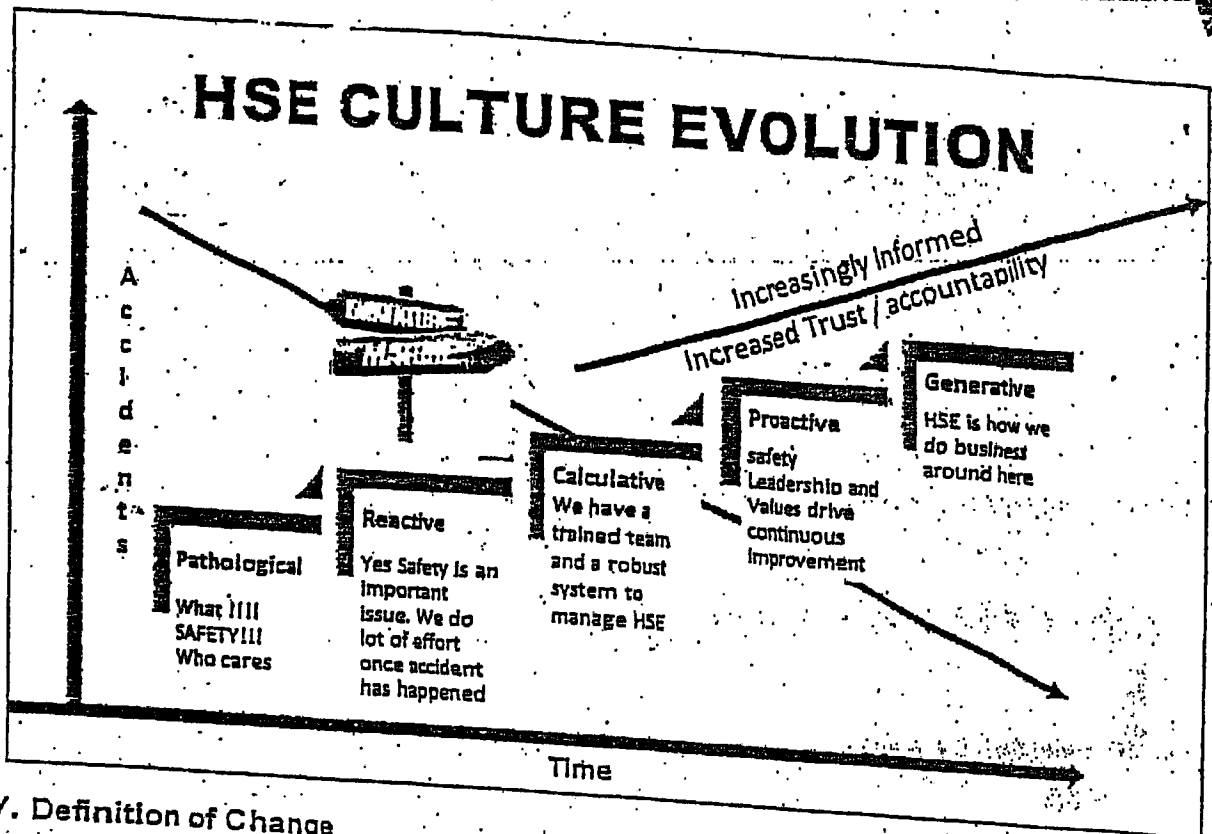 HSE CULTURE EVOLUTION
Accidents
Increasingly Informed
Increased Trust / accountability
Pathological
What !!!!
SAFETY!!!
Who cares
Reactive
Yes Safety is an
important
issue. We do
lot of effort
once accident
has happened
Calculative
We have a
trained team
and a robust
system to
manage HSE
Proactive
safety
Leadership and
Values drive
continuous
improvement
Generative
HSE is how we
do business
around here
Time
. Definition of Change